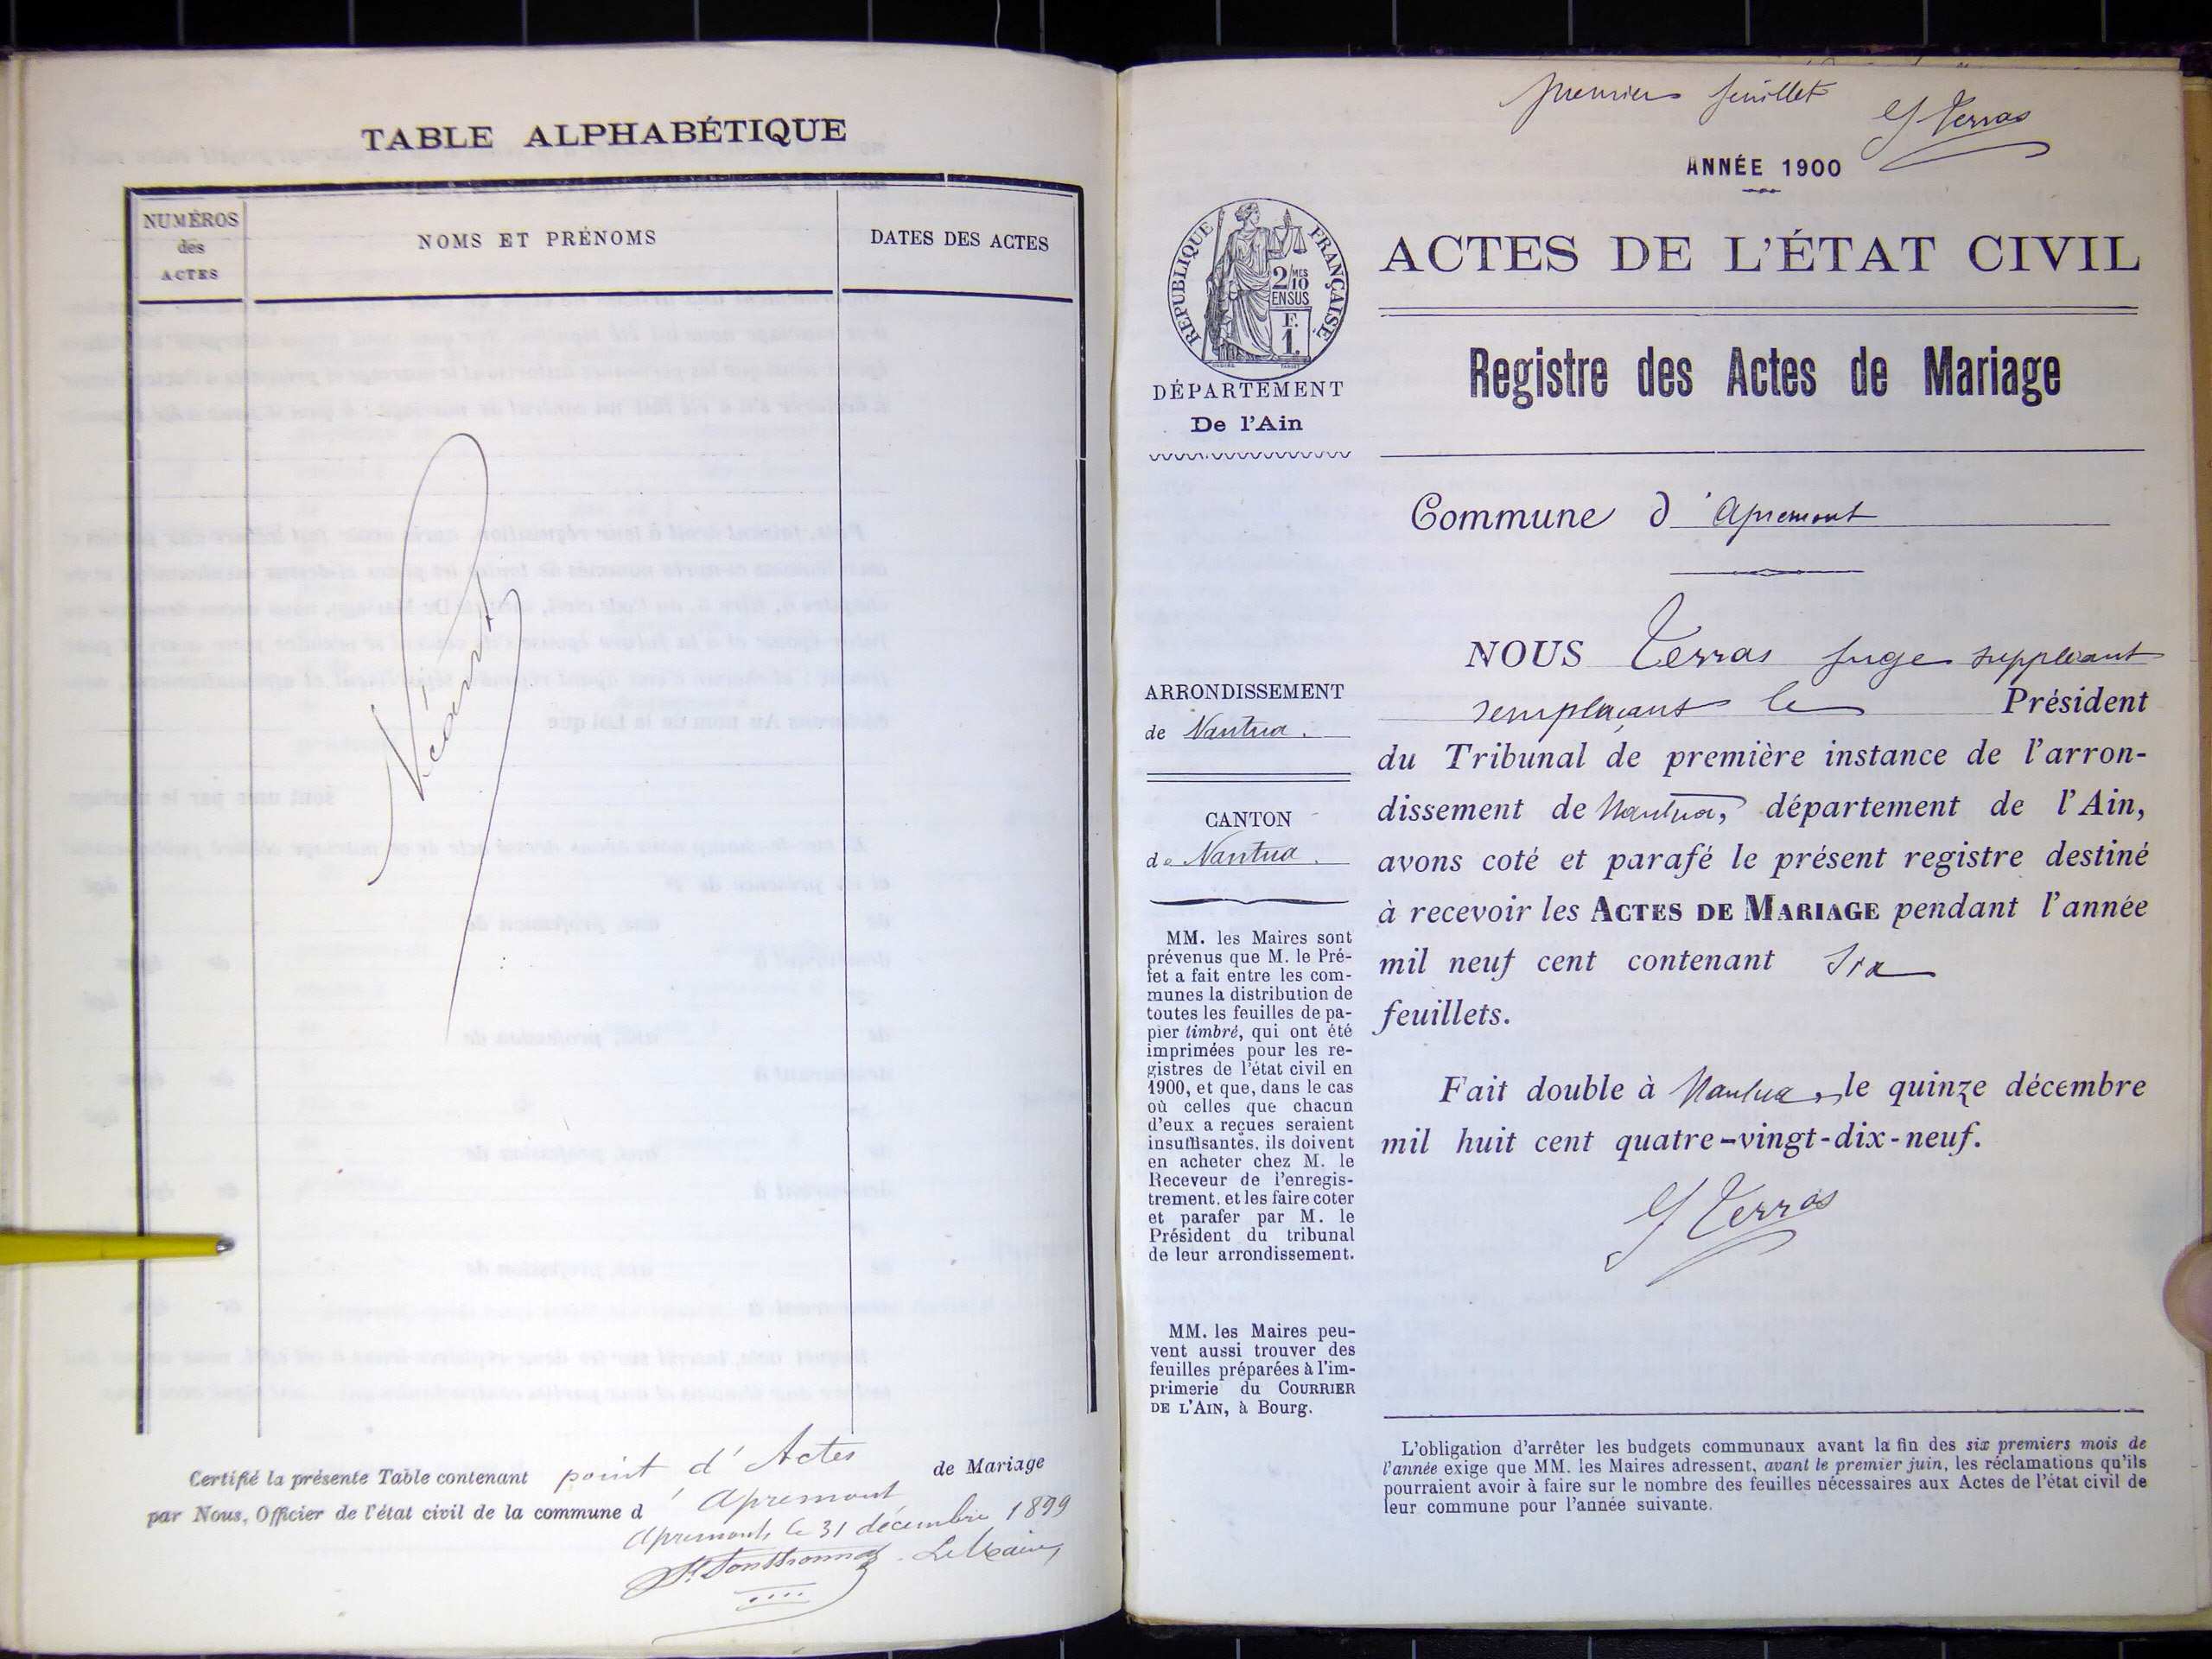 TABLE ALPHABÉTIQUE
NUMÉROS
des
ACTES
NOMS ET PRÉNOMS
DATES DES ACTES
Néant
Certifié la présente Table contenant point d'Actes de Mariage
par Nous, Officier de l'état civil de la commune d Apremont
Apremont, le 31 décembre 1899
Le Maire,
premier feuillet
Terras
ANNÉE 1900
RÉPUBLIQUE FRANÇAISE
2/10
MES
EN SUS
F.
1.
DÉPARTEMENT
De l'Ain
ACTES DE L'ÉTAT CIVIL
Registre des Actes de Mariage
Commune d'Apremont
ARRONDISSEMENT
de Nantua.
CANTON
de Nantua.
MM. les Maires sont
prévenus que M. le Pré-
fet a fait entre les com-
munes la distribution de
toutes les feuilles de pa-
pier timbré, qui ont été
imprimées pour les re-
gistres de l'état civil en
1900, et que, dans le cas
où celles que chacun
d'eux a reçues seraient
insuffisantes, ils doivent
en acheter chez M. le
Receveur de l'enregis-
trement, et les faire coter
et parafer par M. le
Président du tribunal
de leur arrondissement.
MM. les Maires peu-
vent aussi trouver des
feuilles préparées à l'im-
primerie du COURRIER
DE L'AIN, à Bourg.
NOUS Terras juge suppléant
remplaçant le Président
du Tribunal de première instance de l'arron-
dissement de Nantua, département de l'Ain,
avons coté et parafé le présent registre destiné
à recevoir les ACTES DE MARIAGE pendant l'année
mil neuf cent contenant Six
feuillets.
Fait double à Nantua, le quinze décembre
mil huit cent quatre-vingt-dix-neuf.
Terras
L'obligation d'arrêter les budgets communaux avant la fin des six premiers mois de
l'année exige que MM. les Maires adressent, avant le premier juin, les réclamations qu'ils
pourraient avoir à faire sur le nombre des feuilles nécessaires aux Actes de l'état civil de
leur commune pour l'année suivante.